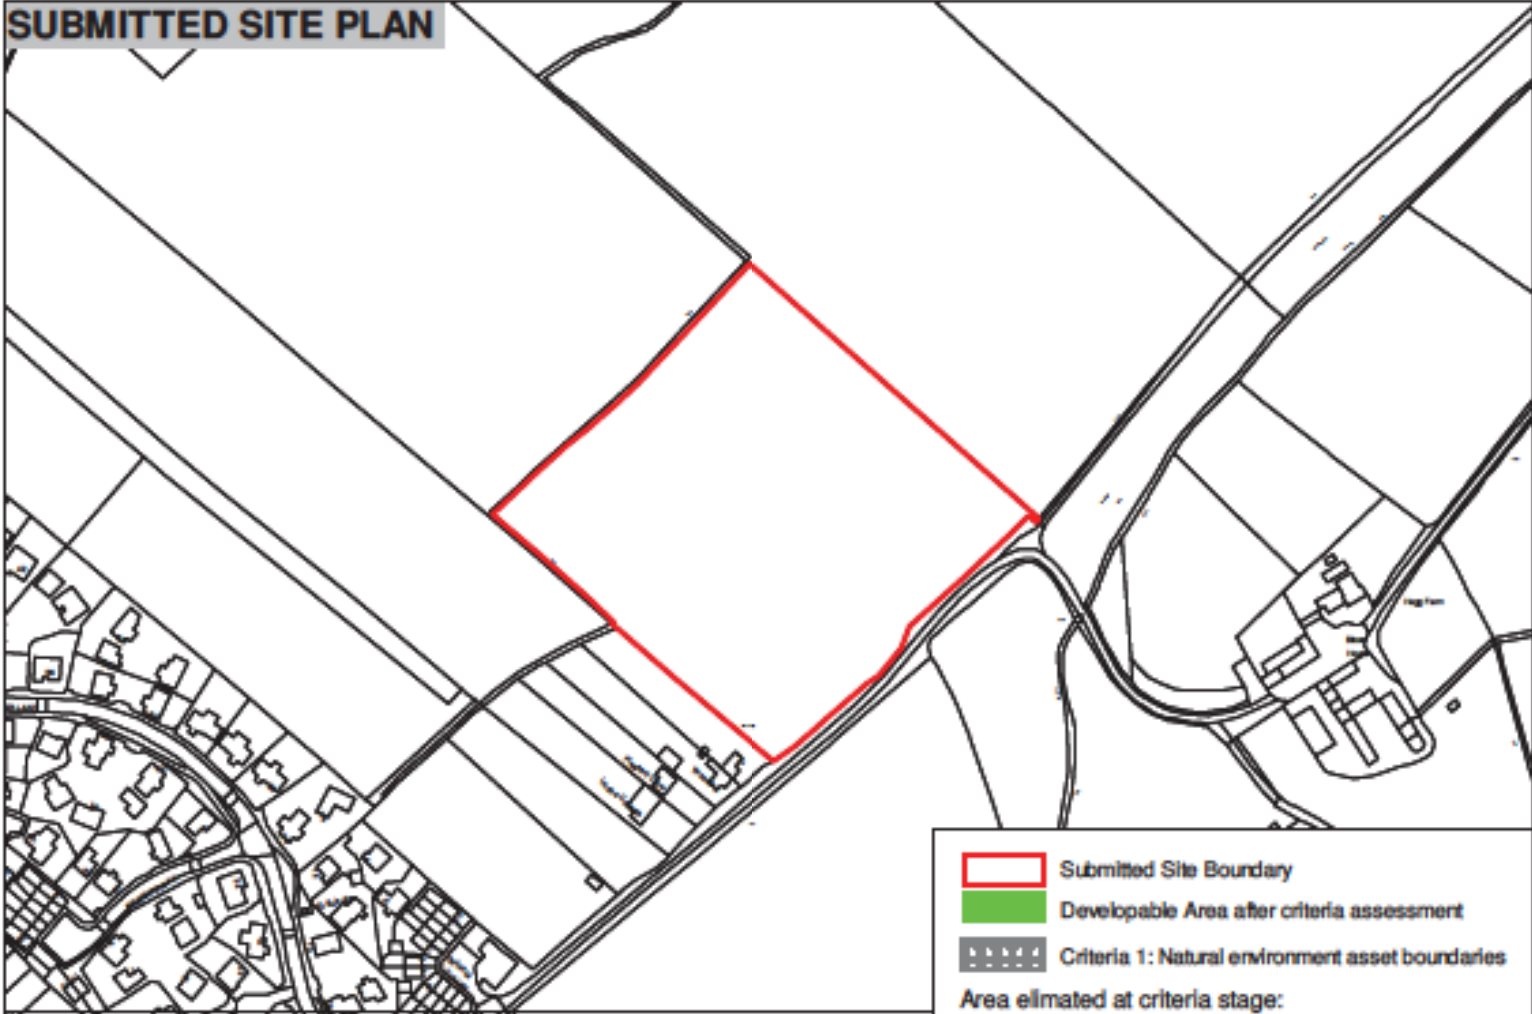 SUBMITTED SITE PLAN
Submitted Site Boundary
Developable Area after criteria assessment
Criteria 1: Natural environment asset boundaries
Area elimated at criteria stage: